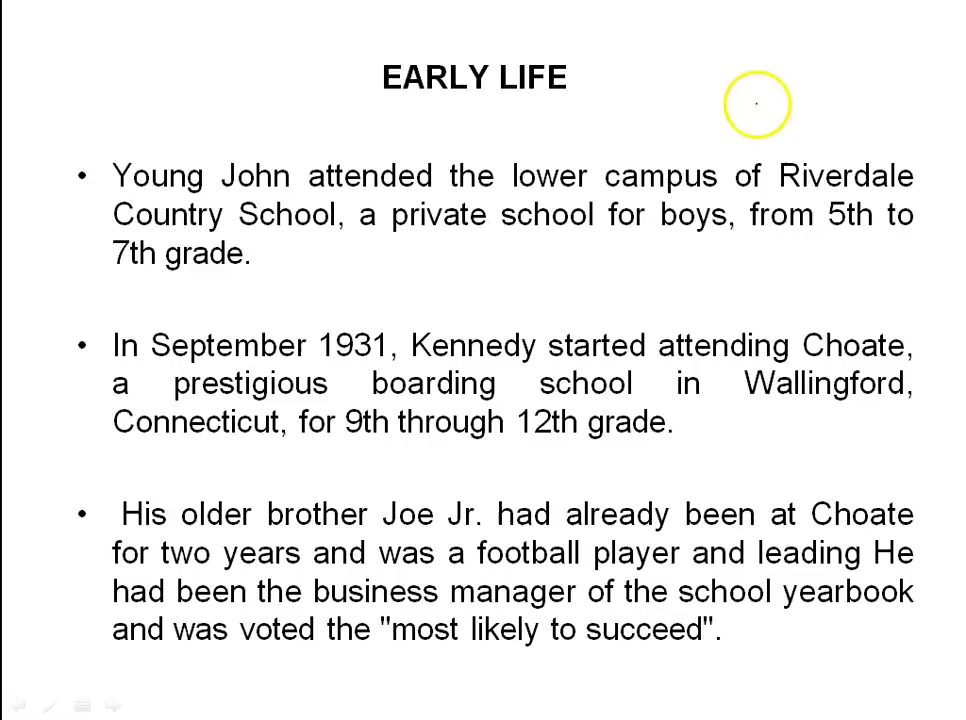 EARLY LIFE
• Young John attended the lower campus of Riverdale
Country School, a private school for boys, from 5th to
7th grade.
• In September 1931, Kennedy started attending Choate,
a prestigious boarding school in Wallingford,
Connecticut, for 9th through 12th grade.
• His older brother Joe Jr. had already been at Choate
for two years and was a football player and leading He
had been the business manager of the school yearbook
and was voted the "most likely to succeed".